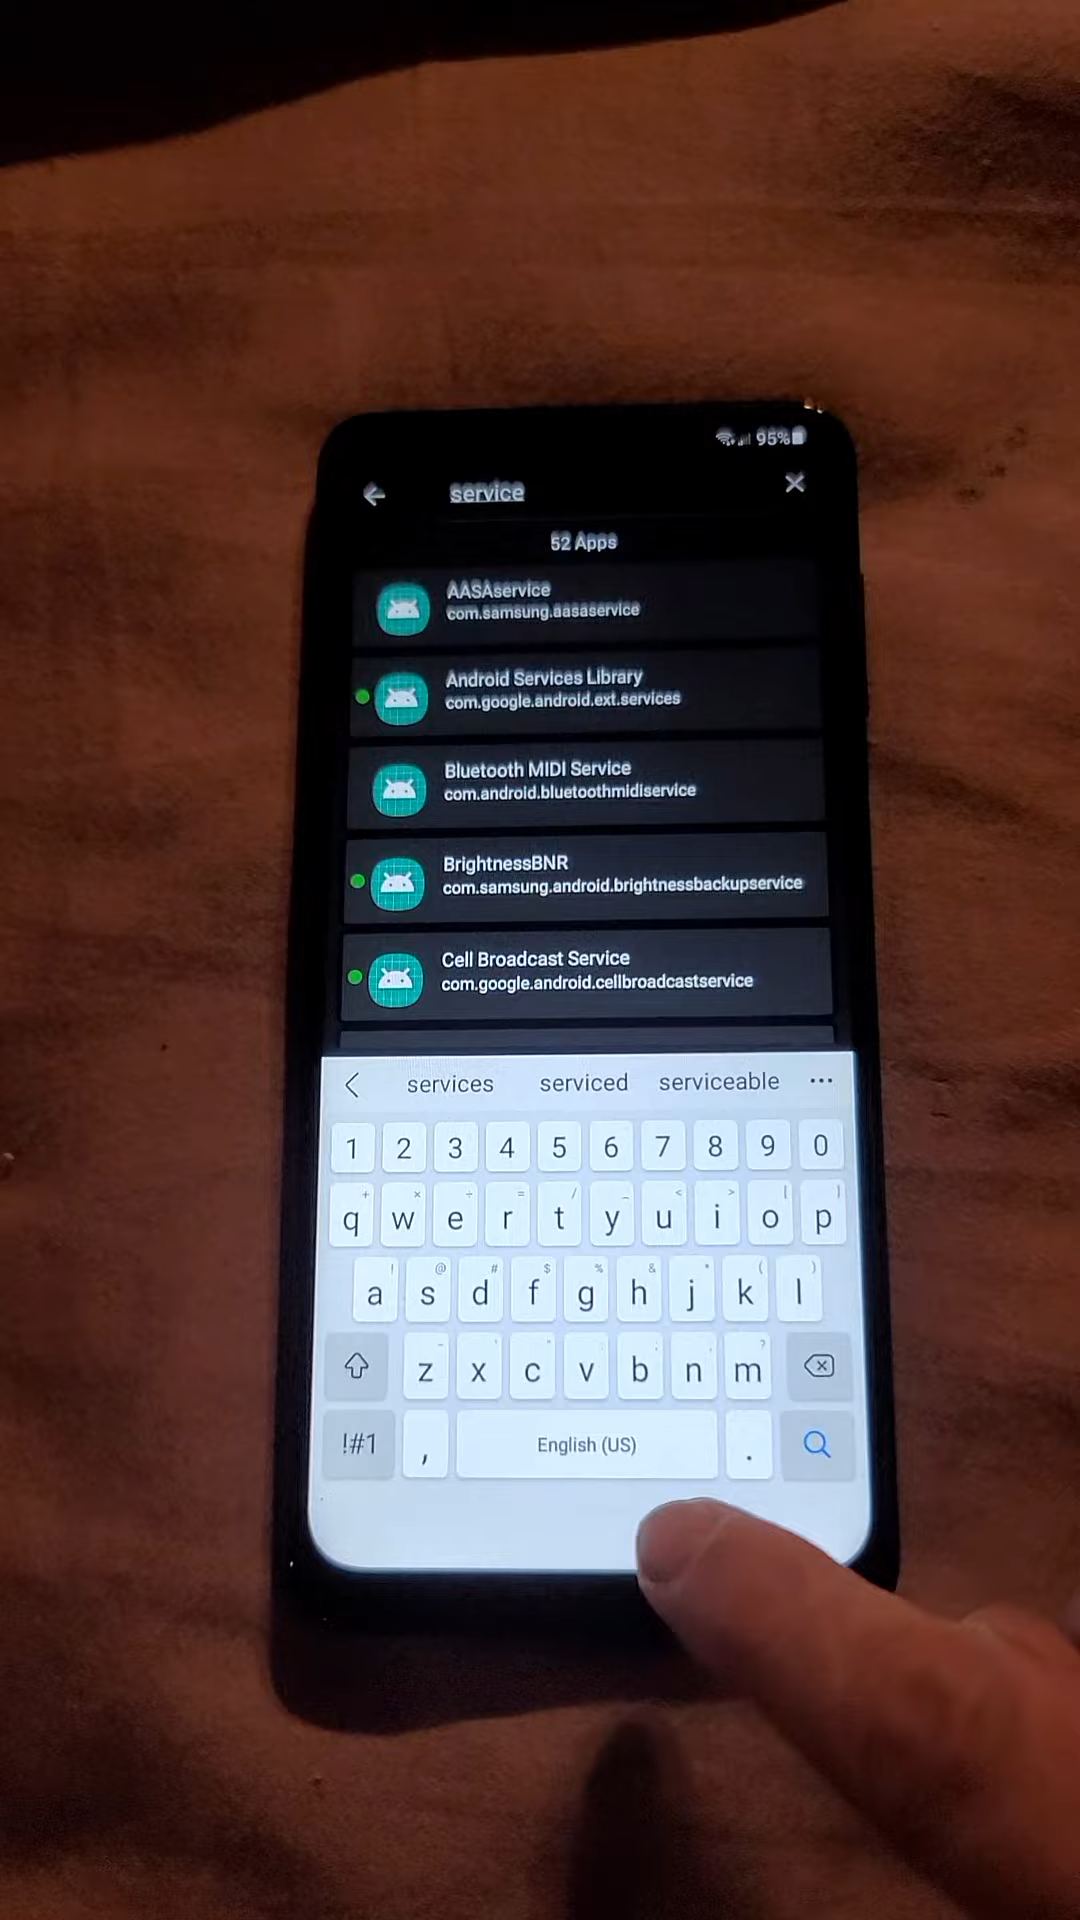 95%
service
52 Apps
AASAservice
com.samsung.aasaservice
Android Services Library
com.google.android.ext.services
Bluetooth MIDI Service
com.android.bluetoothmidiservice
BrightnessBNR
com.samsung.android.brightnessbackupservice
Cell Broadcast Service
com.google.android.cellbroadcastservice
services serviced serviceable ...
1 2 3 4 5 6 7 8 9 0
+ × ÷ = / _ < > [ ]
q w e r t y u i o p
! @ # $ % & * ( )
a s d f g h j k l
- ' " : ?
z x c v b n m
!#1 , English (US) .